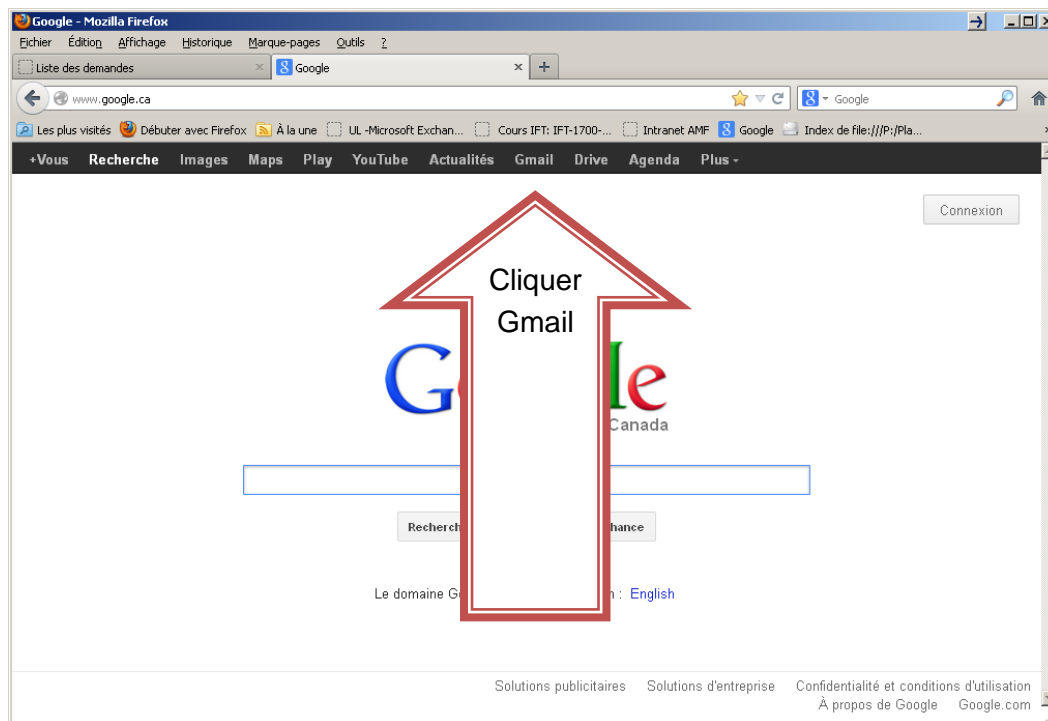 Google - Mozilla Firefox
Fichier Édition Affichage Historique Marque-pages Outils ?
Liste des demandes Google
www.google.ca Google
Les plus visités Débuter avec Firefox À la une UL -Microsoft Exchan... Cours IFT: IFT-1700-... Intranet AMF Google Index de file:///P:/Pla...
+Vous Recherche Images Maps Play YouTube Actualités Gmail Drive Agenda Plus
Connexion
Cliquer
Gmail
G le
Canada
Recherch hance
Le domaine G n : English
Solutions publicitaires Solutions d'entreprise Confidentialité et conditions d'utilisation
À propos de Google Google.com